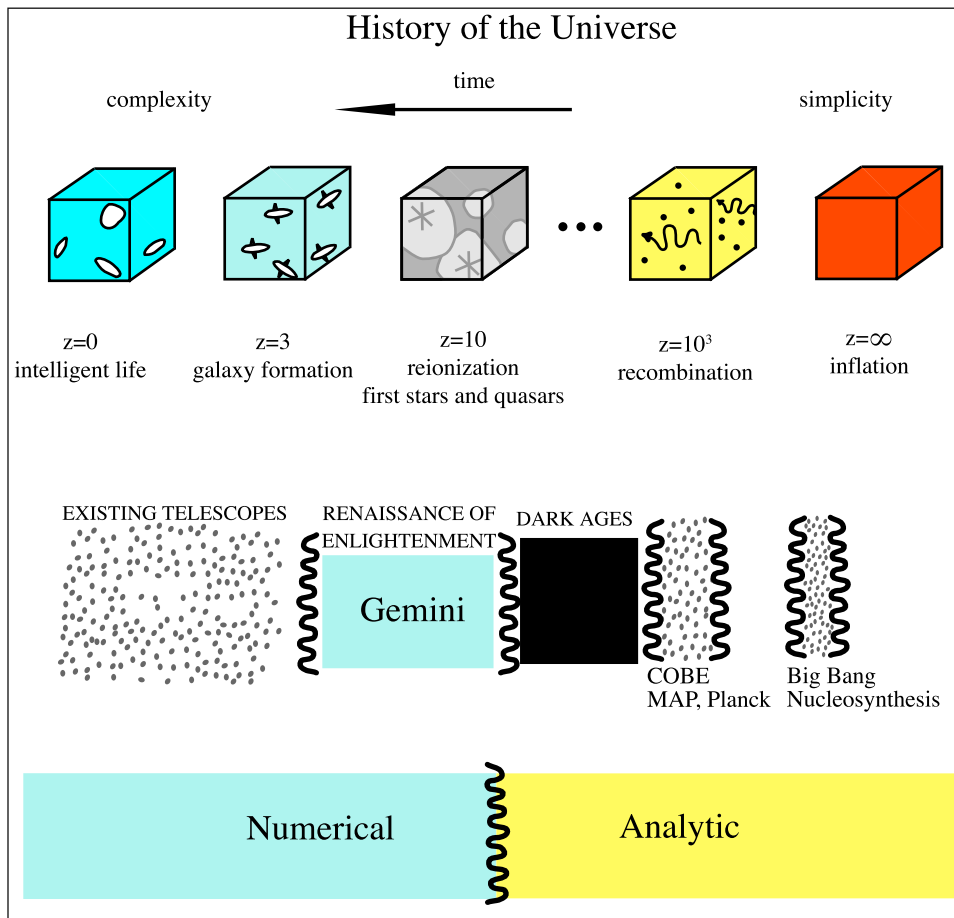 History of the Universe
complexity
time
simplicity
z=0
intelligent life
z=3
galaxy formation
z=10
reionization
first stars and quasars
z=10³
recombination
z=∞
inflation
EXISTING TELESCOPES
RENAISSANCE OF
ENLIGHTENMENT
Gemini
DARK AGES
COBE
MAP, Planck
Big Bang
Nucleosynthesis
Numerical
Analytic